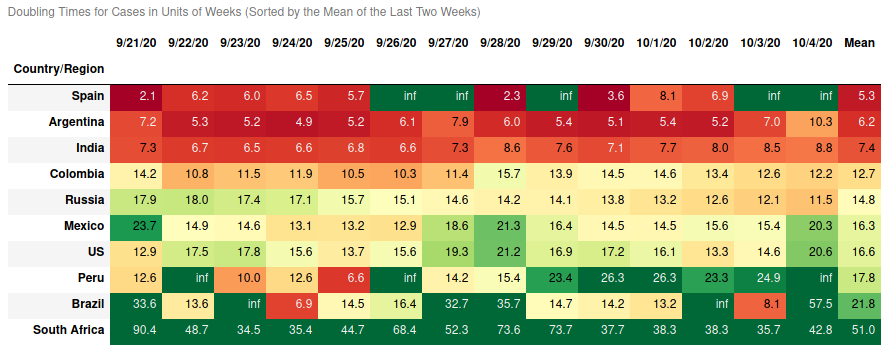 Doubling Times for Cases in Units of Weeks (Sorted by the Mean of the Last Two Weeks)
9/21/20 9/22/20 9/23/20 9/24/20 9/25/20 9/26/20 9/27/20 9/28/20 9/29/20 9/30/20 10/1/20 10/2/20 10/3/20 10/4/20 Mean
Country/Region
Spain 2.1 6.2 6.0 6.5 5.7 inf inf 2.3 inf 3.6 8.1 6.9 inf inf 5.3
Argentina 7.2 5.3 5.2 4.9 5.2 6.1 7.9 6.0 5.4 5.1 5.4 5.2 7.0 10.3 6.2
India 7.3 6.7 6.5 6.6 6.8 6.6 7.3 8.6 7.6 7.1 7.7 8.0 8.5 8.8 7.4
Colombia 14.2 10.8 11.5 11.9 10.5 10.3 11.4 15.7 13.9 14.5 14.6 13.4 12.6 12.2 12.7
Russia 17.9 18.0 17.4 17.1 15.7 15.1 14.6 14.2 14.1 13.8 13.2 12.6 12.1 11.5 14.8
Mexico 23.7 14.9 14.6 13.1 13.2 12.9 18.6 21.3 16.4 14.5 14.5 15.6 15.4 20.3 16.3
US 12.9 17.5 17.8 15.6 13.7 15.6 19.3 21.2 16.9 17.2 16.1 13.3 14.6 20.6 16.6
Peru 12.6 inf 10.0 12.6 6.6 inf 14.2 15.4 23.4 26.3 26.3 23.3 24.9 inf 17.8
Brazil 33.6 13.6 inf 6.9 14.5 16.4 32.7 35.7 14.7 14.2 13.2 inf 8.1 57.5 21.8
South Africa 90.4 48.7 34.5 35.4 44.7 68.4 52.3 73.6 73.7 37.7 38.3 38.3 35.7 42.8 51.0